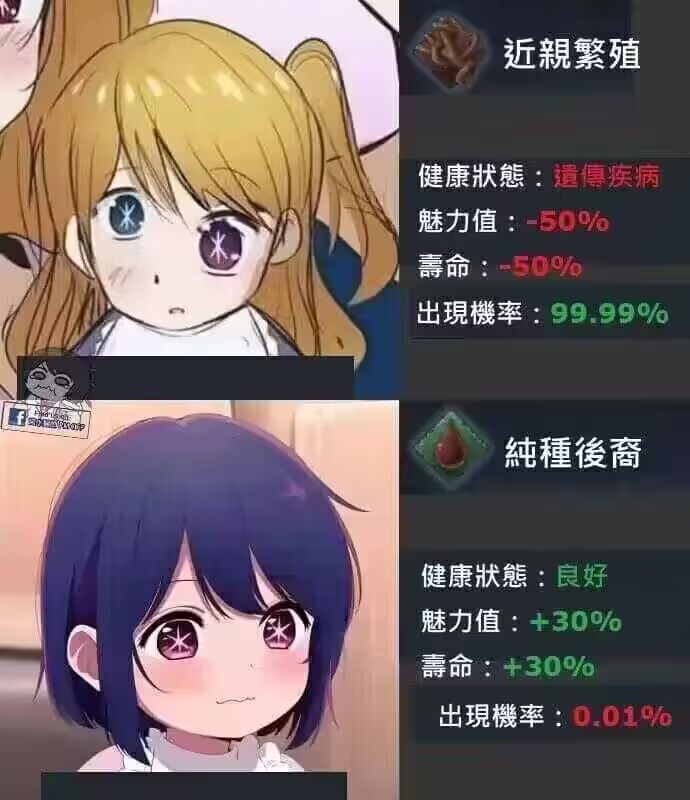 近親繁殖
健康狀態：遺傳疾病
魅力值：-50%
壽命：-50%
出現機率：99.99%
純種後裔
健康狀態：良好
魅力值：+30%
壽命：+30%
出現機率：0.01%